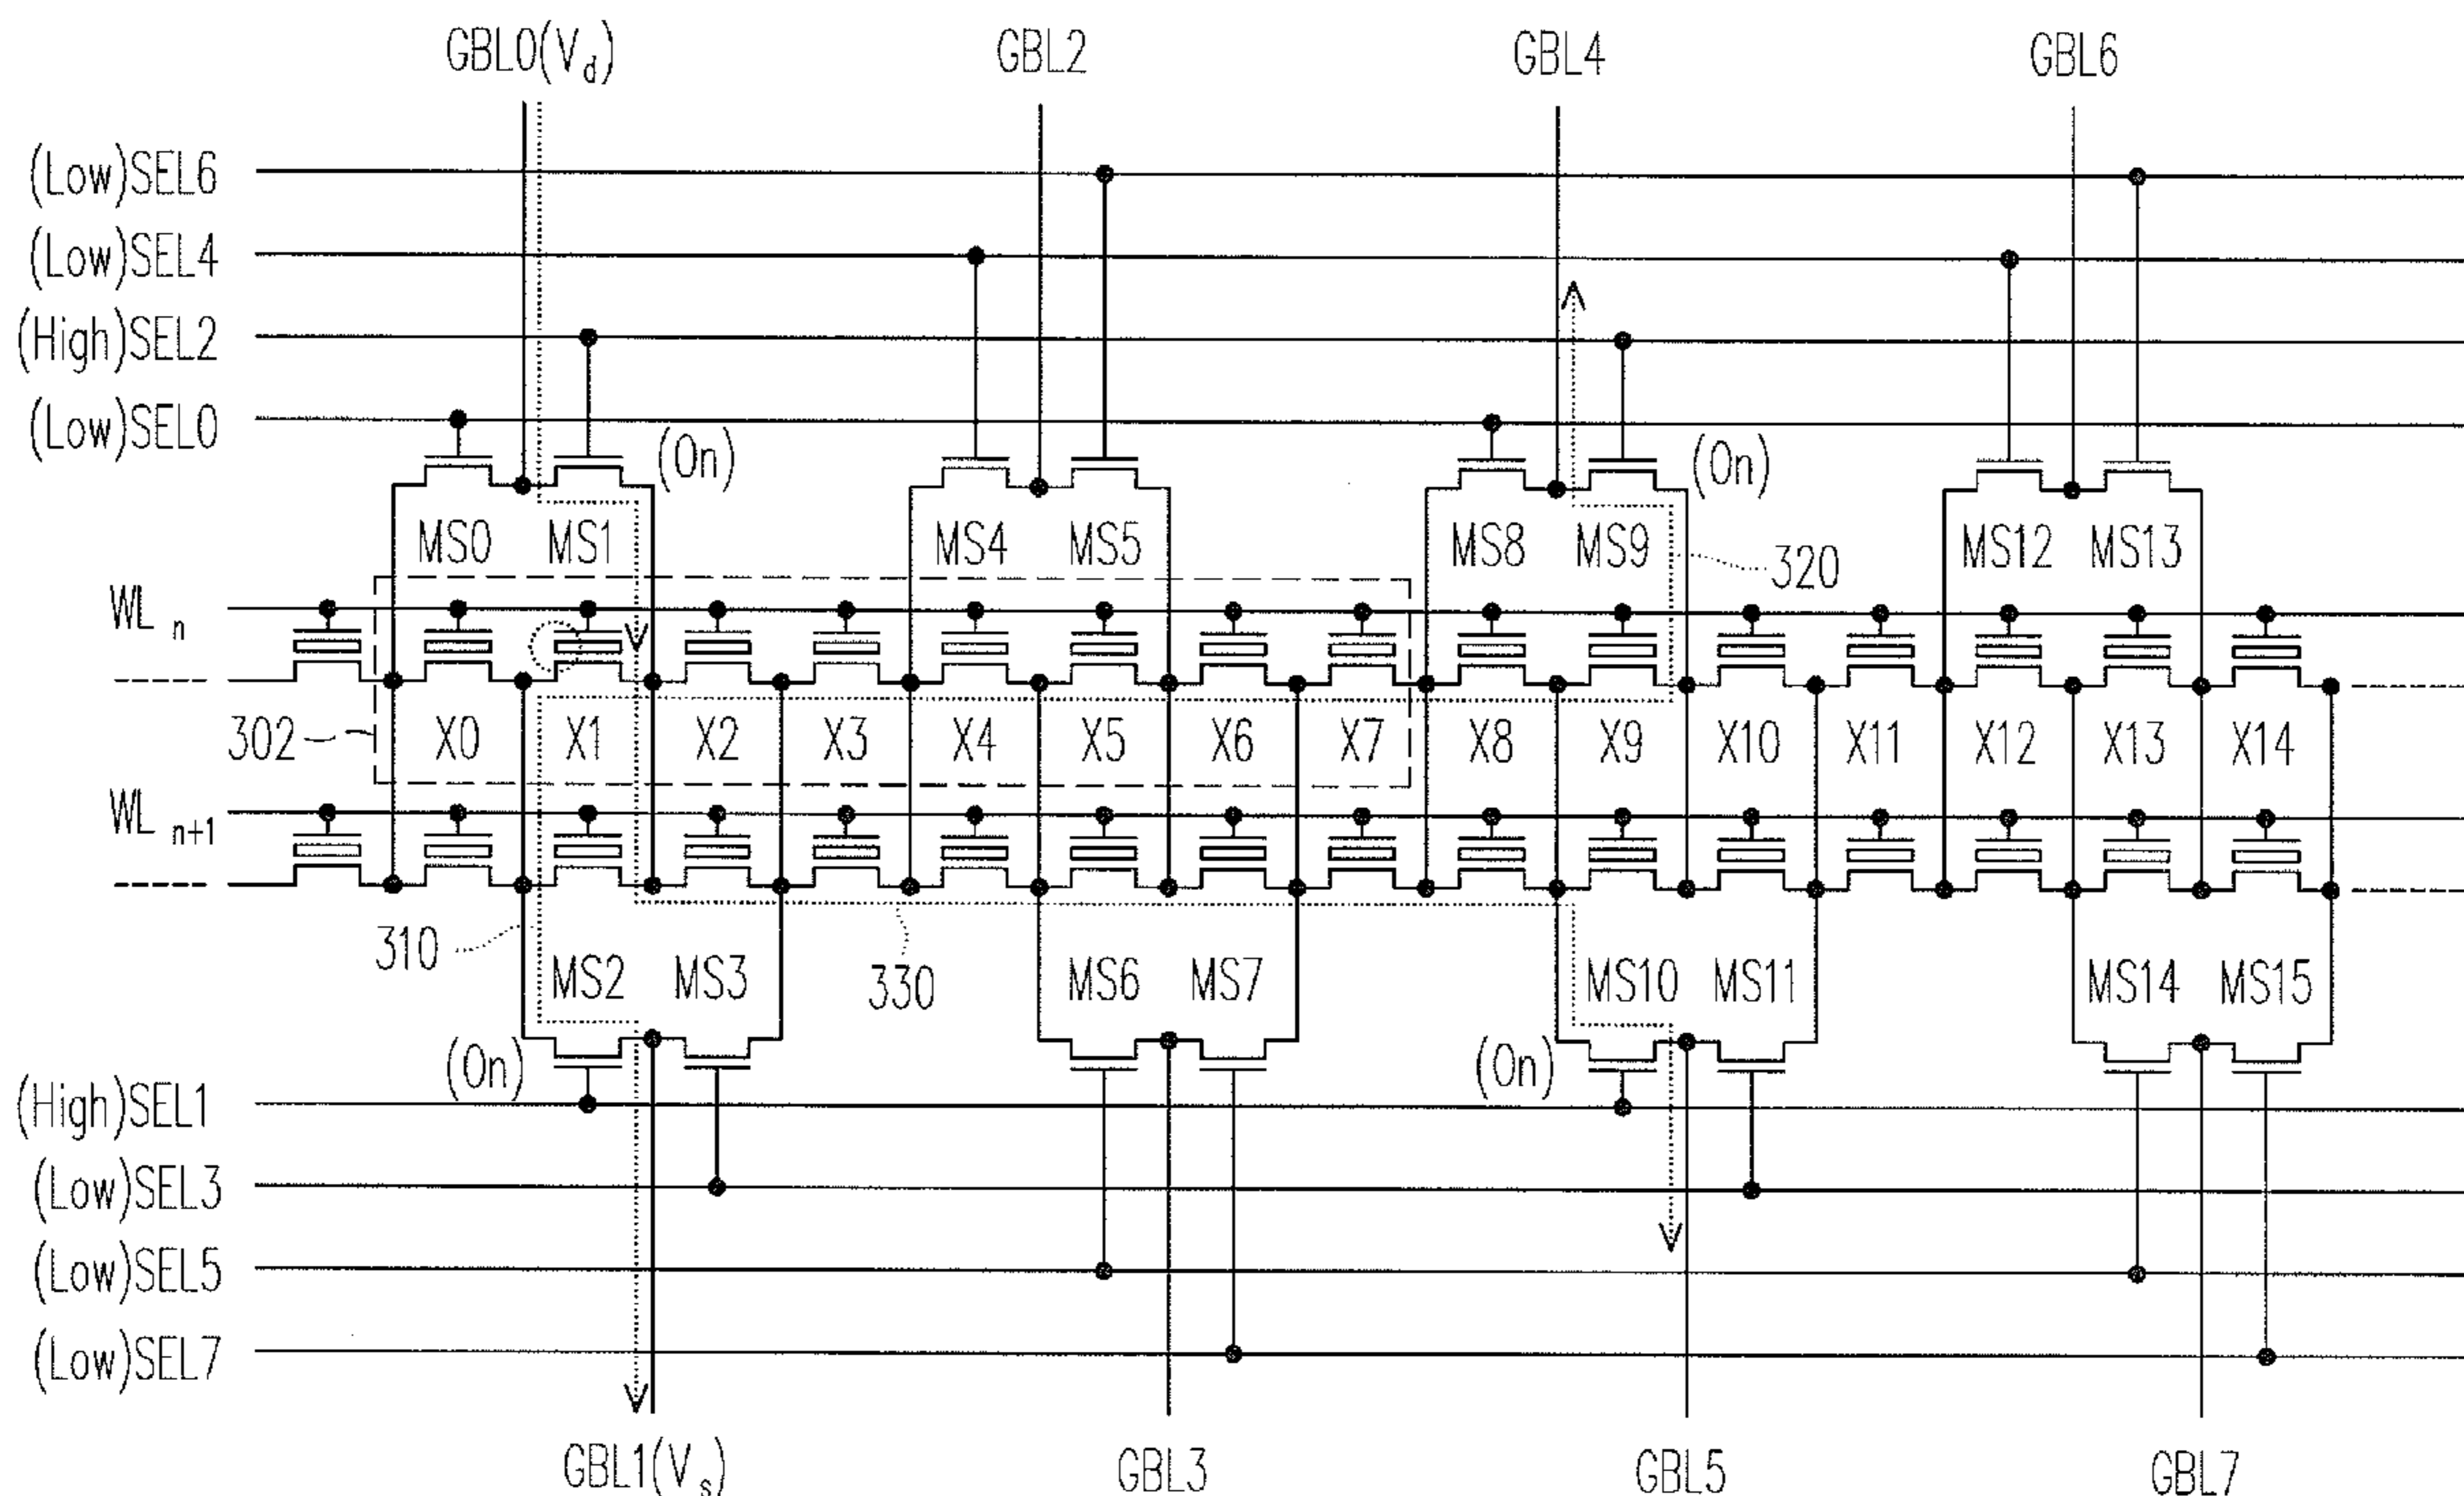 GBL0(Vd) GBL2 GBL4 GBL6
(Low)SEL6
(Low)SEL4
(High)SEL2
(Low)SEL0
(On) (On)
MS0 MS1 MS4 MS5 MS8 MS9 MS12 MS13
320
WL n
302 X0 X1 X2 X3 X4 X5 X6 X7 X8 X9 X10 X11 X12 X13 X14
WL n+1
310 MS2 MS3 330 MS6 MS7 MS10 MS11 MS14 MS15
(On) (On)
(High)SEL1
(Low)SEL3
(Low)SEL5
(Low)SEL7
GBL1(Vs) GBL3 GBL5 GBL7